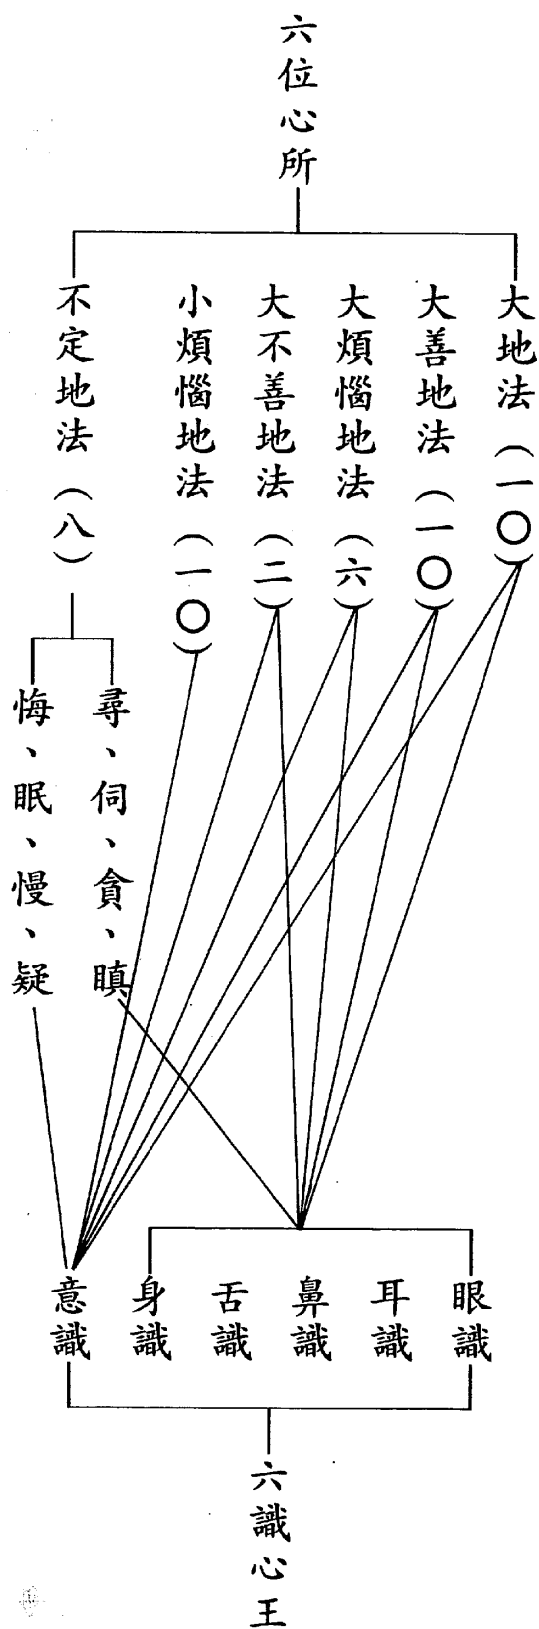 六位心所
大地法（一〇）
大善地法（一〇）
大煩惱地法（六）
大不善地法（二）
小煩惱地法（一〇）
不定地法（八）
尋、伺、貪、瞋
悔、眠、慢、疑
眼識
耳識
鼻識
舌識
身識
意識
六識心王